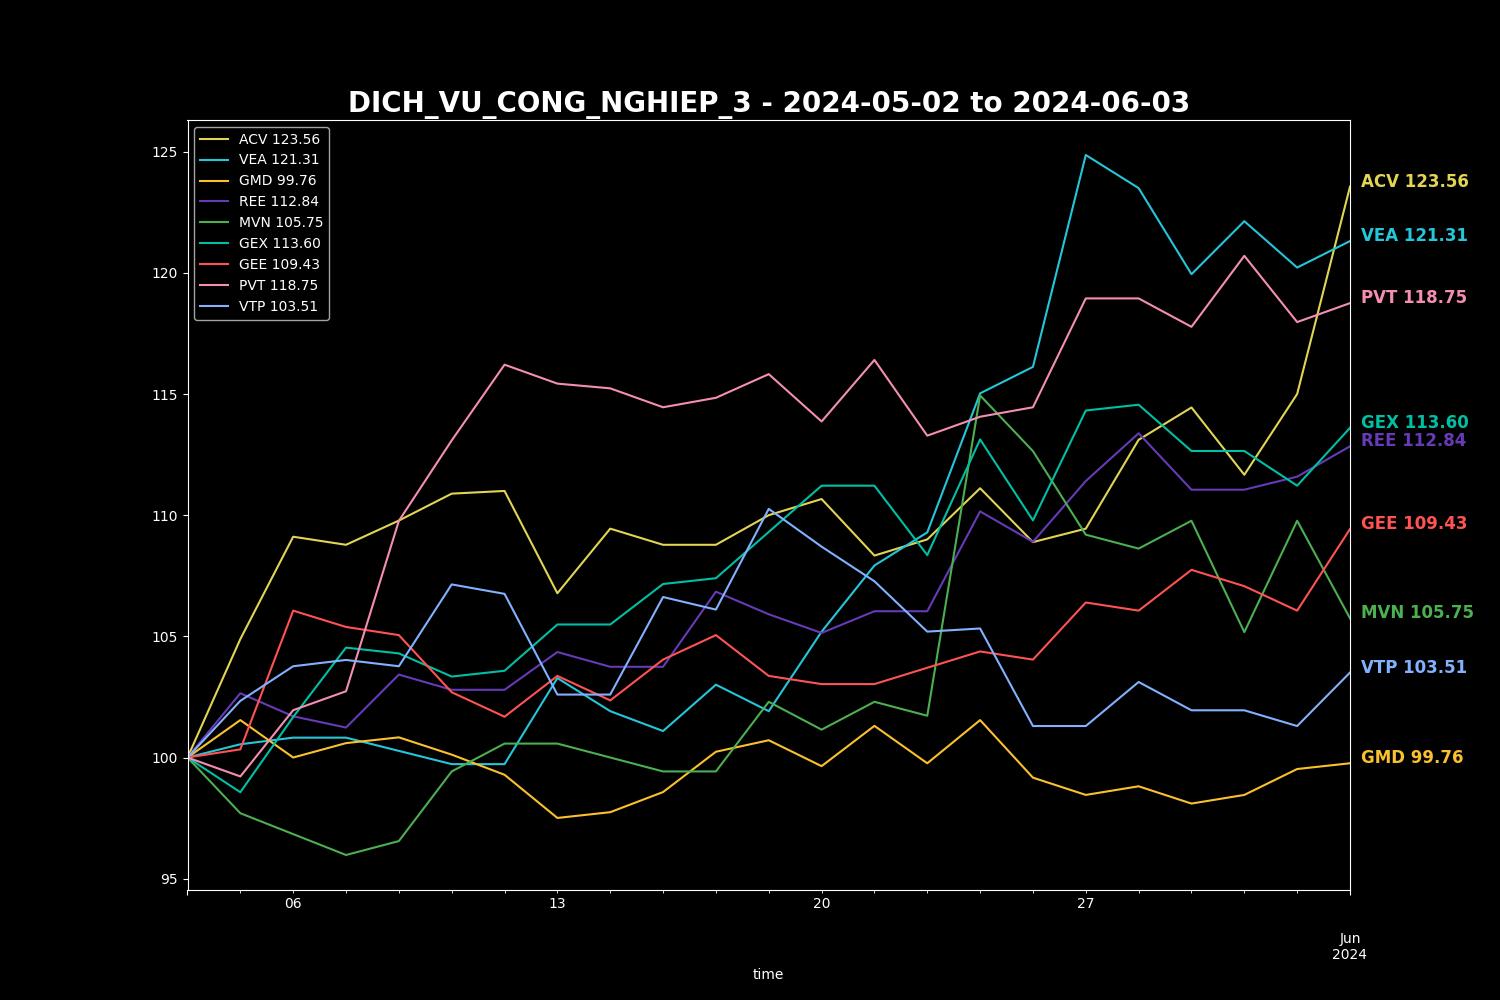 DICH_VU_CONG_NGHIEP_3 - 2024-05-02 to 2024-06-03
ACV 123.56
VEA 121.31
GMD 99.76
REE 112.84
MVN 105.75
GEX 113.60
GEE 109.43
PVT 118.75
VTP 103.51
125
120
115
110
105
100
95
ACV 123.56
VEA 121.31
PVT 118.75
GEX 113.60
REE 112.84
GEE 109.43
MVN 105.75
VTP 103.51
GMD 99.76
06 13 20 27
Jun
2024
time